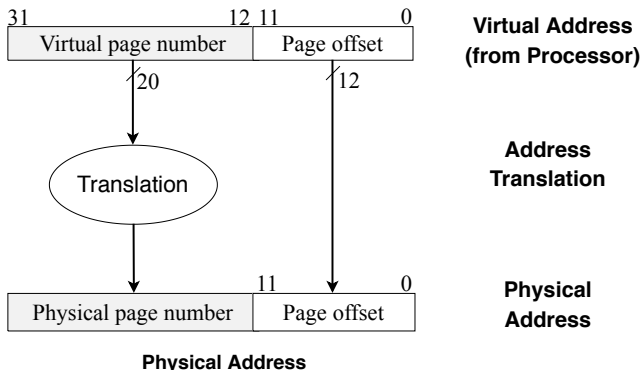 31 12 11 0
Virtual page number Page offset
Virtual Address
(from Processor)
20 12
Translation
Address
Translation
11 0
Physical page number Page offset
Physical
Address
Physical Address